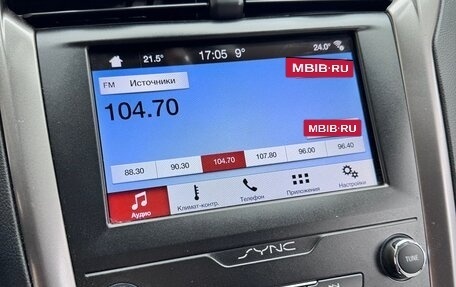 21.5° 17:05 9° 24.0°
MBIB.RU
FM Источники
104.70
MBIB.RU
88.30 90.30 104.70 107.80 96.00 96.40
Аудио Климат-контр. Телефон Приложения Настройки
SYNC
TUNE